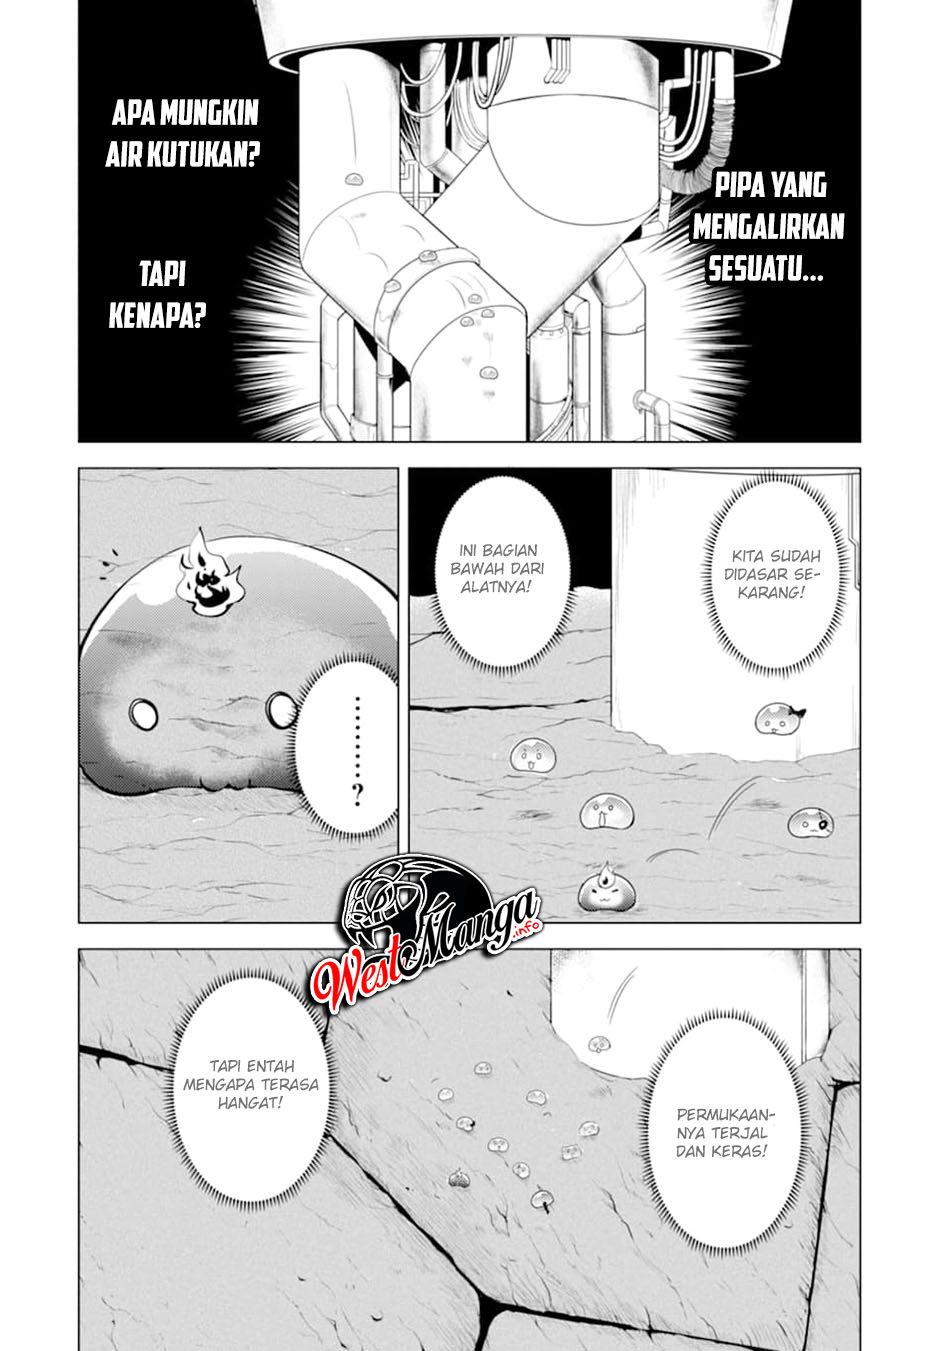 PIPA YANG
MENGALIRKAN
SESUATU...
APA MUNGKIN
AIR KUTUKAN?
TAPI
KENAPA?
KITA SUDAH
DIDASAR SE-
KARANG!
INI BAGIAN
BAWAH DARI
ALATNYA!
.........?
WestManga
.info
PERMUKAAN-
NYA TERJAL
DAN KERAS!
TAPI ENTAH
MENGAPA TERASA
HANGAT!